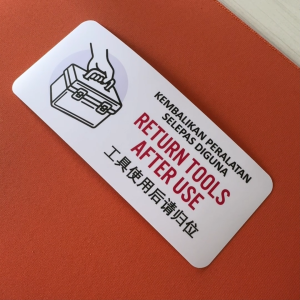 KEMBALIKAN PERALATAN
SELEPAS DIGUNA
RETURN TOOLS
AFTER USE
工具使用后请归位